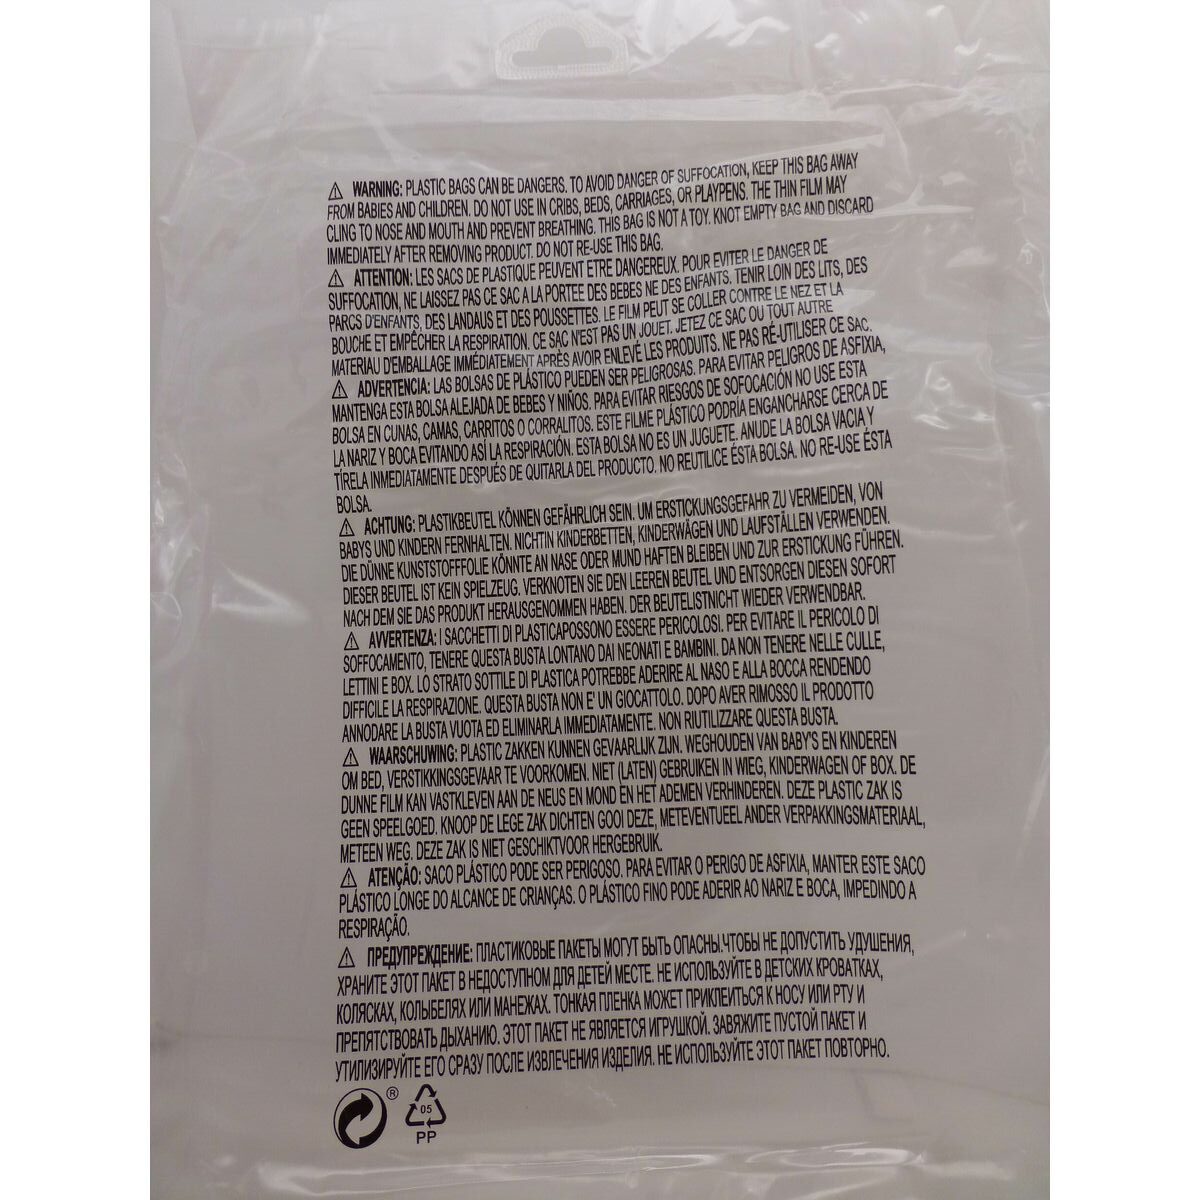 ⚠ WARNING: PLASTIC BAGS CAN BE DANGERS. TO AVOID DANGER OF SUFFOCATION, KEEP THIS BAG AWAY
FROM BABIES AND CHILDREN. DO NOT USE IN CRIBS, BEDS, CARRIAGES, OR PLAYPENS. THE THIN FILM MAY
CLING TO NOSE AND MOUTH AND PREVENT BREATHING. THIS BAG IS NOT A TOY. KNOT EMPTY BAG AND DISCARD
IMMEDIATELY AFTER REMOVING PRODUCT. DO NOT RE-USE THIS BAG.
⚠ ATTENTION: LES SACS DE PLASTIQUE PEUVENT ETRE DANGEREUX. POUR EVITER LE DANGER DE
SUFFOCATION, NE LAISSEZ PAS CE SAC A LA PORTEE DES BEBES NE DES ENFANTS. TENIR LOIN DES LITS, DES
PARCS D'ENFANTS, DES LANDAUS ET DES POUSSETTES. LE FILM PEUT SE COLLER CONTRE LE NEZ ET LA
BOUCHE ET EMPÊCHER LA RESPIRATION. CE SAC N'EST PAS UN JOUET. JETEZ CE SAC OU TOUT AUTRE
MATERIAU D'EMBALLAGE IMMÉDIATEMENT APRÈS AVOIR ENLEVÉ LES PRODUITS. NE PAS RÉ-UTILISER CE SAC.
⚠ ADVERTENCIA: LAS BOLSAS DE PLÁSTICO PUEDEN SER PELIGROSAS. PARA EVITAR PELIGROS DE ASFIXIA,
MANTENGA ESTA BOLSA ALEJADA DE BEBES Y NIÑOS. PARA EVITAR RIESGOS DE SOFOCACIÓN NO USE ESTA
BOLSA EN CUNAS, CAMAS, CARRITOS O CORRALITOS. ESTE FILME PLÁSTICO PODRÍA ENGANCHARSE CERCA DE
LA NARIZ Y BOCA EVITANDO ASÍ LA RESPIRACIÓN. ESTA BOLSA NO ES UN JUGUETE. ANUDE LA BOLSA VACIA Y
TÍRELA INMEDIATAMENTE DESPUÉS DE QUITARLA DEL PRODUCTO. NO REUTILICE ÉSTA BOLSA. NO RE-USE ÉSTA
BOLSA.
⚠ ACHTUNG: PLASTIKBEUTEL KÖNNEN GEFÄHRLICH SEIN. UM ERSTICKUNGSGEFAHR ZU VERMEIDEN, VON
BABYS UND KINDERN FERNHALTEN. NICHTIN KINDERBETTEN, KINDERWÄGEN UND LAUFSTÄLLEN VERWENDEN.
DIE DÜNNE KUNSTSTOFFFOLIE KÖNNTE AN NASE ODER MUND HAFTEN BLEIBEN UND ZUR ERSTICKUNG FÜHREN.
DIESER BEUTEL IST KEIN SPIELZEUG. VERKNOTEN SIE DEN LEEREN BEUTEL UND ENTSORGEN DIESEN SOFORT
NACH DEM SIE DAS PRODUKT HERAUSGENOMMEN HABEN. DER BEUTELISTNICHT WIEDER VERWENDBAR.
⚠ AVVERTENZA: I SACCHETTI DI PLASTICAPOSSONO ESSERE PERICOLOSI. PER EVITARE IL PERICOLO DI
SOFFOCAMENTO, TENERE QUESTA BUSTA LONTANO DAI NEONATI E BAMBINI. DA NON TENERE NELLE CULLE,
LETTINI E BOX. LO STRATO SOTTILE DI PLASTICA POTREBBE ADERIRE AL NASO E ALLA BOCCA RENDENDO
DIFFICILE LA RESPIRAZIONE. QUESTA BUSTA NON E' UN GIOCATTOLO. DOPO AVER RIMOSSO IL PRODOTTO
ANNODARE LA BUSTA VUOTA ED ELIMINARLA IMMEDIATAMENTE. NON RIUTILIZZARE QUESTA BUSTA.
⚠ WAARSCHUWING: PLASTIC ZAKKEN KUNNEN GEVAARLIJK ZIJN. WEGHOUDEN VAN BABY'S EN KINDEREN
OM BED, VERSTIKKINGSGEVAAR TE VOORKOMEN. NIET (LATEN) GEBRUIKEN IN WIEG, KINDERWAGEN OF BOX. DE
DUNNE FILM KAN VASTKLEVEN AAN DE NEUS EN MOND EN HET ADEMEN VERHINDEREN. DEZE PLASTIC ZAK IS
GEEN SPEELGOED. KNOOP DE LEGE ZAK DICHTEN GOOI DEZE, METEVENTUEEL ANDER VERPAKKINGSMATERIAAL,
METEEN WEG. DEZE ZAK IS NIET GESCHIKTVOOR HERGEBRUIK.
⚠ ATENÇÃO: SACO PLÁSTICO PODE SER PERIGOSO. PARA EVITAR O PERIGO DE ASFIXIA, MANTER ESTE SACO
PLÁSTICO LONGE DO ALCANCE DE CRIANÇAS. O PLÁSTICO FINO PODE ADERIR AO NARIZ E BOCA, IMPEDINDO A
RESPIRAÇÃO.
⚠ ПРЕДУПРЕЖДЕНИЕ: ПЛАСТИКОВЫЕ ПАКЕТЫ МОГУТ БЫТЬ ОПАСНЫ.ЧТОБЫ НЕ ДОПУСТИТЬ УДУШЕНИЯ,
ХРАНИТЕ ЭТОТ ПАКЕТ В НЕДОСТУПНОМ ДЛЯ ДЕТЕЙ МЕСТЕ. НЕ ИСПОЛЬЗУЙТЕ В ДЕТСКИХ КРОВАТКАХ,
КОЛЯСКАХ, КОЛЫБЕЛЯХ ИЛИ МАНЕЖАХ. ТОНКАЯ ПЛЕНКА МОЖЕТ ПРИКЛЕИТЬСЯ К НОСУ ИЛИ РТУ И
ПРЕПЯТСТВОВАТЬ ДЫХАНИЮ. ЭТОТ ПАКЕТ НЕ ЯВЛЯЕТСЯ ИГРУШКОЙ. ЗАВЯЖИТЕ ПУСТОЙ ПАКЕТ И
УТИЛИЗИРУЙТЕ ЕГО СРАЗУ ПОСЛЕ ИЗВЛЕЧЕНИЯ ИЗДЕЛИЯ. НЕ ИСПОЛЬЗУЙТЕ ЭТОТ ПАКЕТ ПОВТОРНО.
® 05
PP